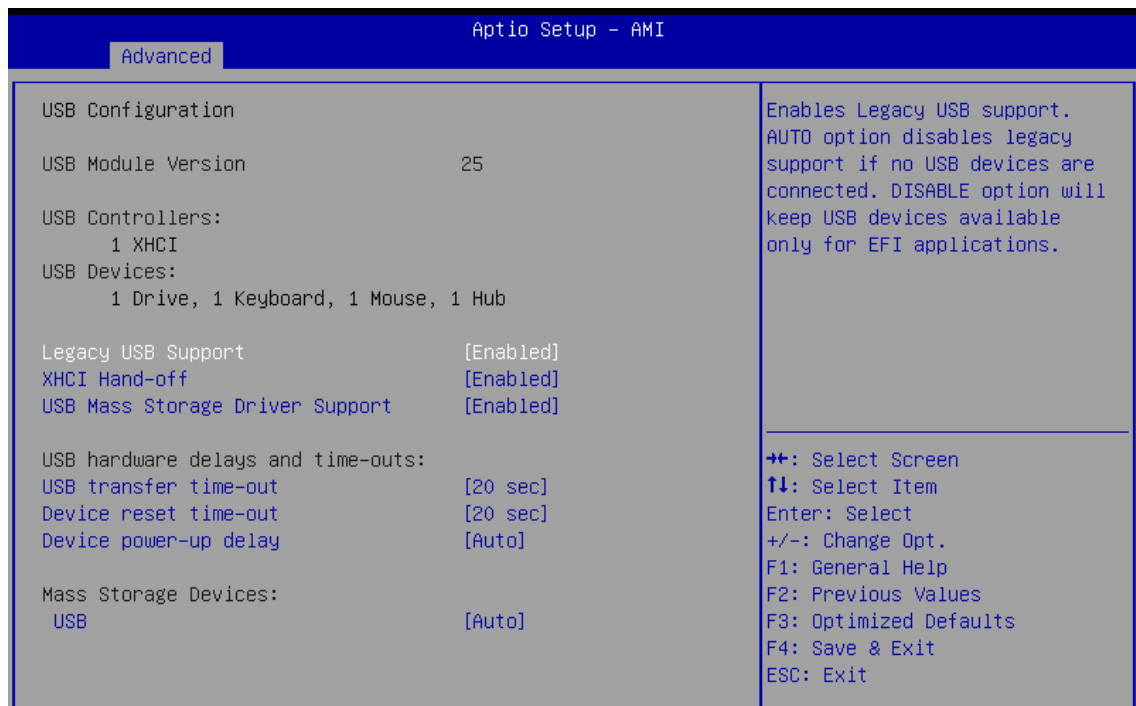 Aptio Setup – AMI
Advanced
USB Configuration
USB Module Version 25
USB Controllers:
1 XHCI
USB Devices:
1 Drive, 1 Keyboard, 1 Mouse, 1 Hub
Legacy USB Support [Enabled]
XHCI Hand-off [Enabled]
USB Mass Storage Driver Support [Enabled]
USB hardware delays and time-outs:
USB transfer time-out [20 sec]
Device reset time-out [20 sec]
Device power-up delay [Auto]
Mass Storage Devices:
USB [Auto]
Enables Legacy USB support.
AUTO option disables legacy
support if no USB devices are
connected. DISABLE option will
keep USB devices available
only for EFI applications.
→←: Select Screen
↑↓: Select Item
Enter: Select
+/-: Change Opt.
F1: General Help
F2: Previous Values
F3: Optimized Defaults
F4: Save & Exit
ESC: Exit